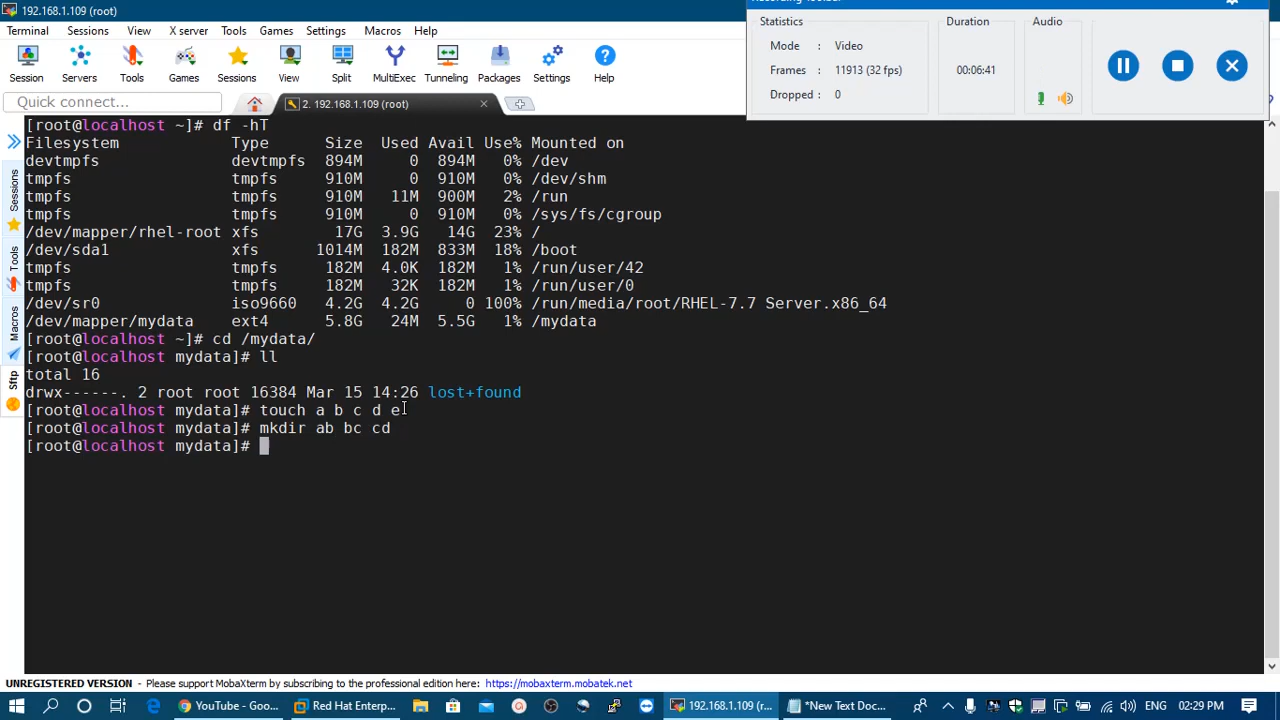 192.168.1.109 (root)
Terminal Sessions View X server Tools Games Settings Macros Help
Session Servers Tools Games Sessions View Split MultiExec Tunneling Packages Settings Help
Quick connect...
2. 192.168.1.109 (root)
Statistics Duration Audio
Mode : Video
Frames : 11913 (32 fps) 00:06:41
Dropped : 0
Sessions
Tools
Macros
Sftp
[root@localhost ~]# df -hT
Filesystem Type Size Used Avail Use% Mounted on
devtmpfs devtmpfs 894M 0 894M 0% /dev
tmpfs tmpfs 910M 0 910M 0% /dev/shm
tmpfs tmpfs 910M 11M 900M 2% /run
tmpfs tmpfs 910M 0 910M 0% /sys/fs/cgroup
/dev/mapper/rhel-root xfs 17G 3.9G 14G 23% /
/dev/sda1 xfs 1014M 182M 833M 18% /boot
tmpfs tmpfs 182M 4.0K 182M 1% /run/user/42
tmpfs tmpfs 182M 32K 182M 1% /run/user/0
/dev/sr0 iso9660 4.2G 4.2G 0 100% /run/media/root/RHEL-7.7 Server.x86_64
/dev/mapper/mydata ext4 5.8G 24M 5.5G 1% /mydata
[root@localhost ~]# cd /mydata/
[root@localhost mydata]# ll
total 16
drwx------. 2 root root 16384 Mar 15 14:26 lost+found
[root@localhost mydata]# touch a b c d e
[root@localhost mydata]# mkdir ab bc cd
[root@localhost mydata]#
UNREGISTERED VERSION - Please support MobaXterm by subscribing to the professional edition here: https://mobaxterm.mobatek.net
YouTube - Goo... Red Hat Enterp... 192.168.1.109 (r... *New Text Doc... ENG 02:29 PM